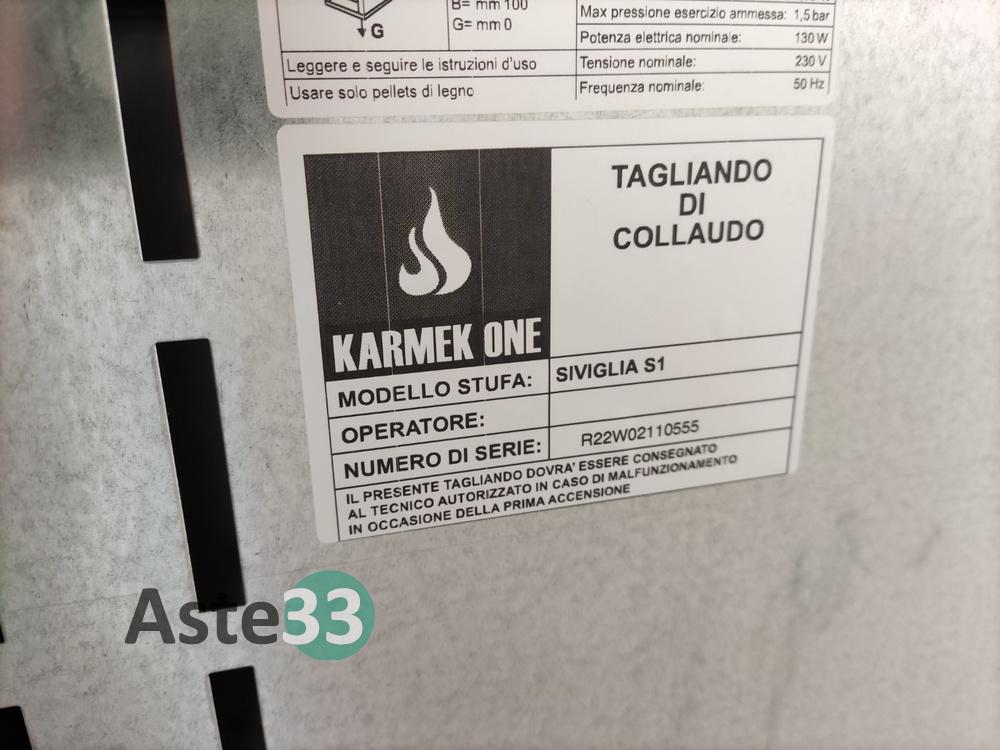 B= mm 100
G
G= mm 0
Leggere e seguire le istruzioni d'uso
Usare solo pellets di legno
Max pressione esercizio ammessa: 1,5 bar
Potenza elettrica nominale: 130 W
Tensione nominale: 230 V
Frequenza nominale: 50 Hz
KARMEK ONE
TAGLIANDO
DI
COLLAUDO
MODELLO STUFA: SIVIGLIA S1
OPERATORE:
NUMERO DI SERIE: R22W02110555
IL PRESENTE TAGLIANDO DOVRA' ESSERE CONSEGNATO
AL TECNICO AUTORIZZATO IN CASO DI MALFUNZIONAMENTO
IN OCCASIONE DELLA PRIMA ACCENSIONE
Aste33